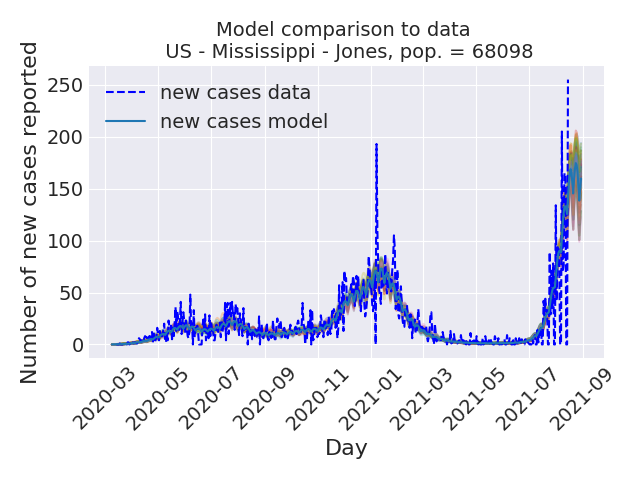 Model comparison to data
US - Mississippi - Jones, pop. = 68098
Number of new cases reported
250
200
150
100
50
0
new cases data
new cases model
2020-03
2020-05
2020-07
2020-09
2020-11
2021-01
2021-03
2021-05
2021-07
2021-09
Day